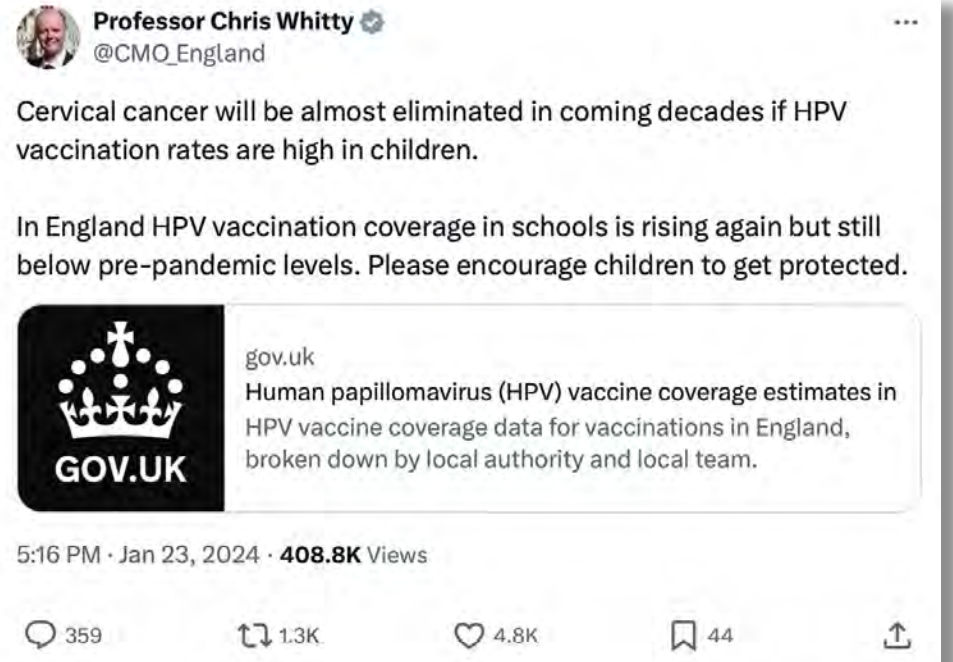 Professor Chris Whitty
@CMO_England
Cervical cancer will be almost eliminated in coming decades if HPV
vaccination rates are high in children.
In England HPV vaccination coverage in schools is rising again but still
below pre-pandemic levels. Please encourage children to get protected.
GOV.UK
gov.uk
Human papillomavirus (HPV) vaccine coverage estimates in
HPV vaccine coverage data for vaccinations in England,
broken down by local authority and local team.
5:16 PM · Jan 23, 2024 · 408.8K Views
359 1.3K 4.8K 44